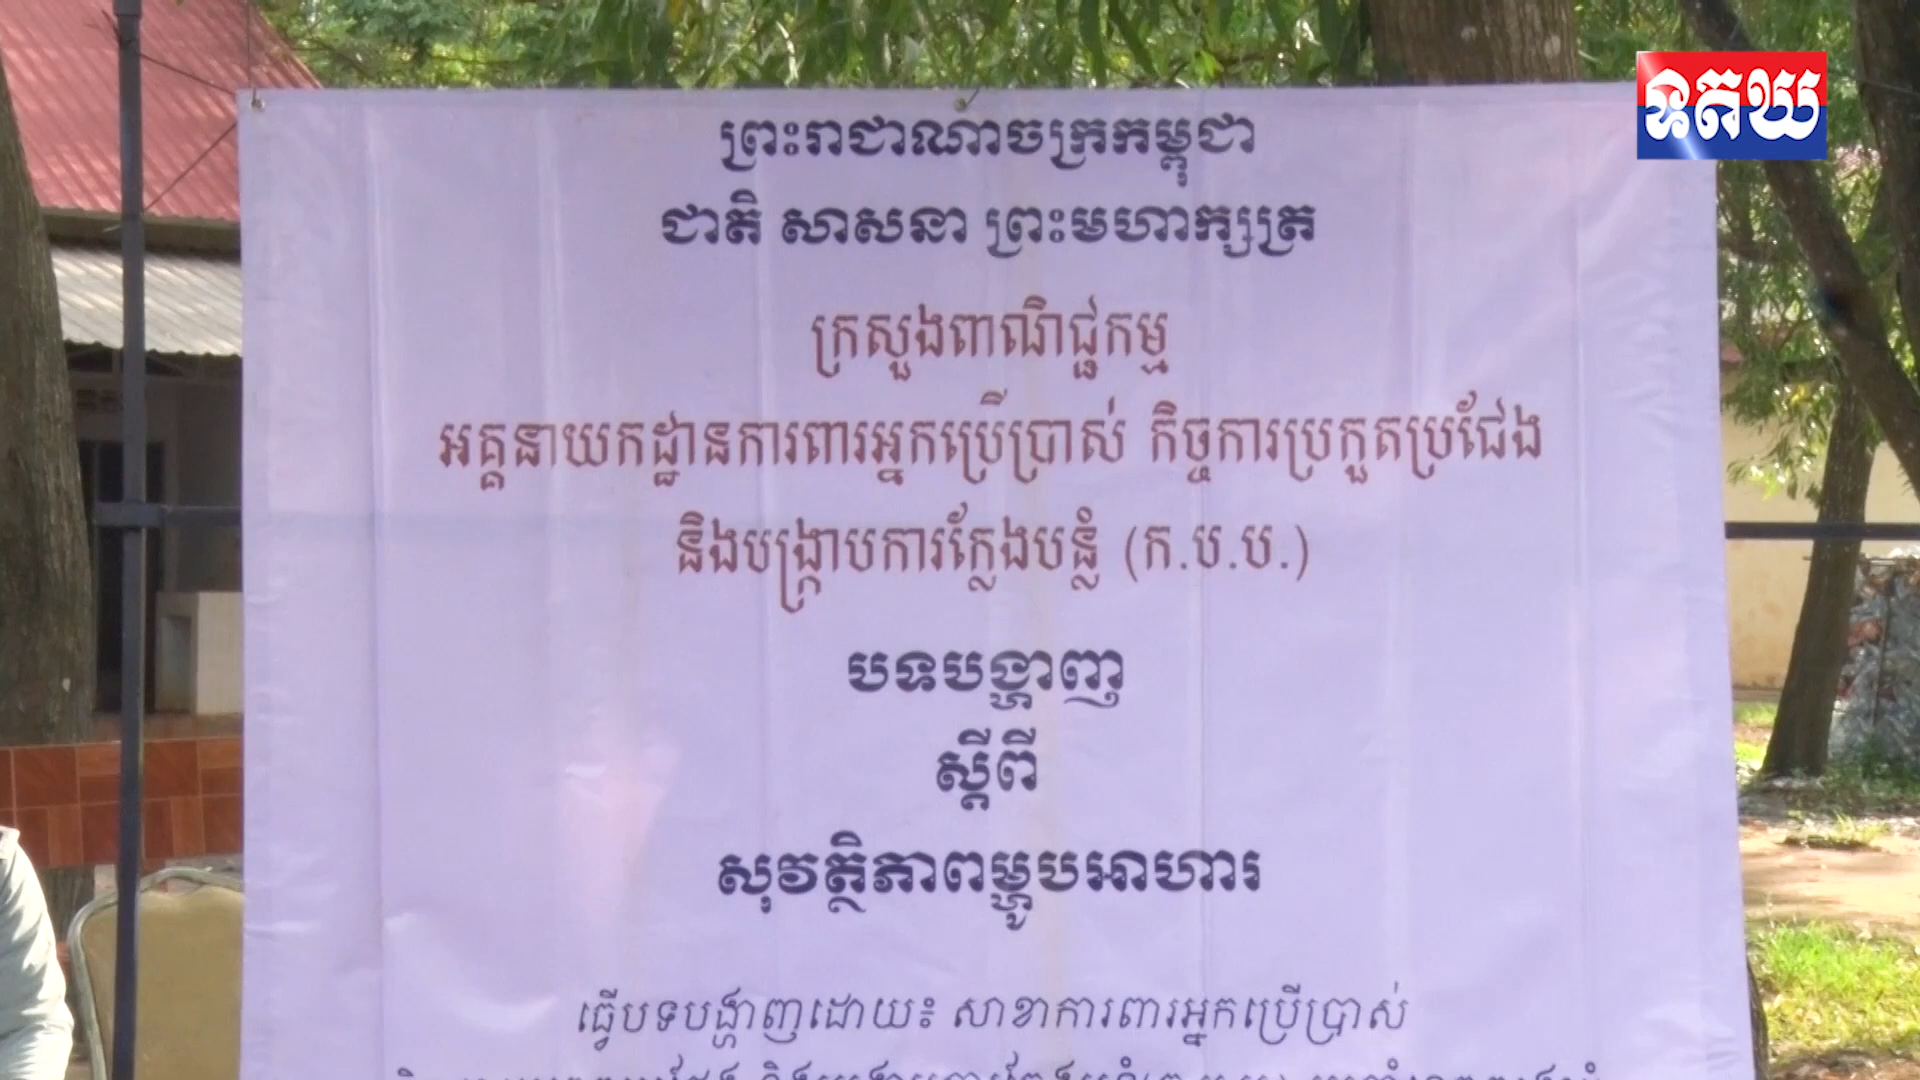 ឧតឃ
ព្រះរាជាណាចក្រកម្ពុជា
ជាតិ សាសនា ព្រះមហាក្សត្រ
ក្រសួងពាណិជ្ជកម្ម
អគ្គនាយកដ្ឋានការពារអ្នកប្រើប្រាស់ កិច្ចការប្រកួតប្រជែង
និងបង្ក្រាបការក្លែងបន្លំ (ក.ប.ប.)
បទបង្ហាញ
ស្តីពី
សុវត្ថិភាពម្ហូបអាហារ
ធ្វើបទបង្ហាញដោយ៖ សាខាការពារអ្នកប្រើប្រាស់